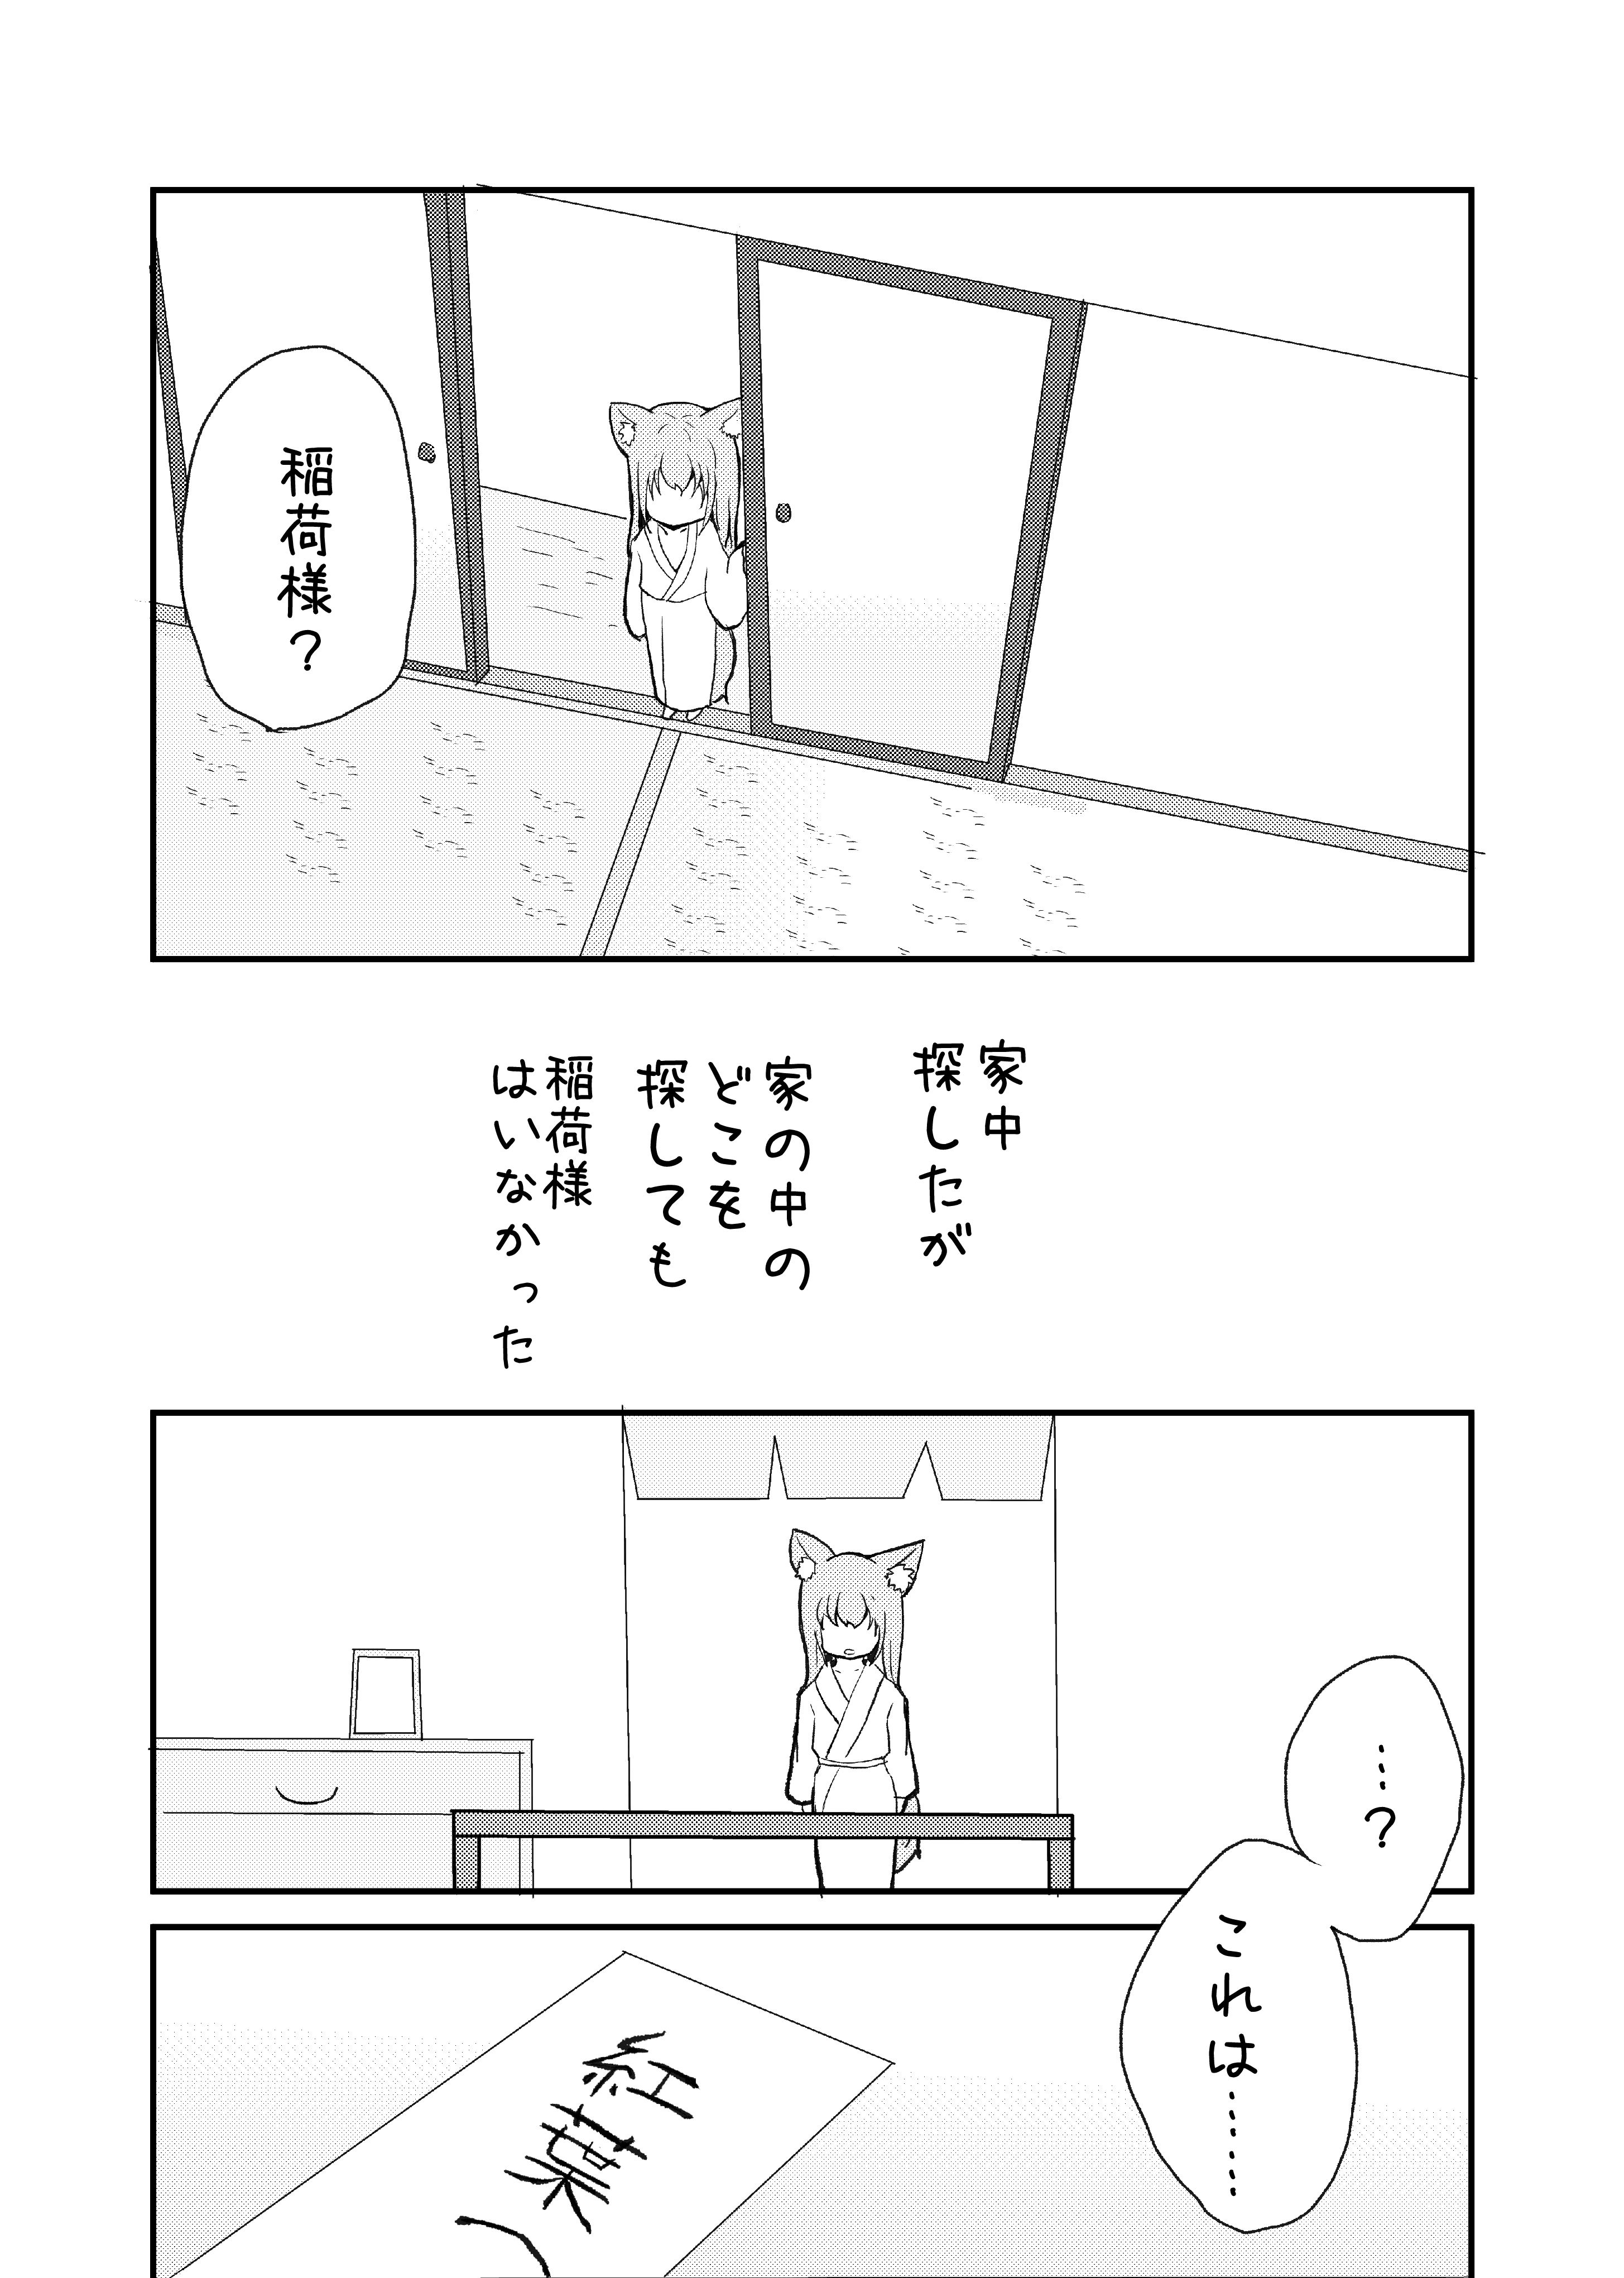 稲荷様？
家中
探したが
家の中の
どこを
探しても
稲荷様
はいなかった
…？
これは……
紅葉へ